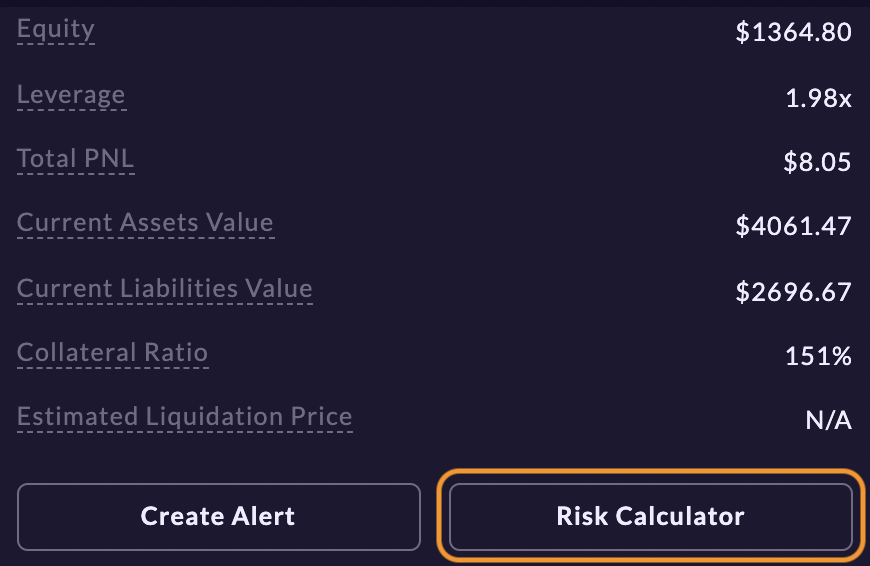 Equity $1364.80
Leverage 1.98x
Total PNL $8.05
Current Assets Value $4061.47
Current Liabilities Value $2696.67
Collateral Ratio 151%
Estimated Liquidation Price N/A
Create Alert Risk Calculator